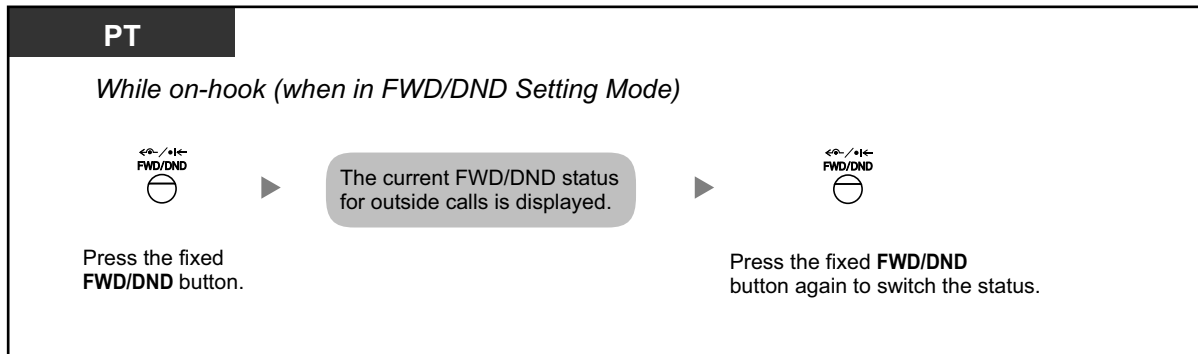 PT
While on-hook (when in FWD/DND Setting Mode)
FWD/DND
The current FWD/DND status
for outside calls is displayed.
FWD/DND
Press the fixed
FWD/DND button.
Press the fixed FWD/DND
button again to switch the status.